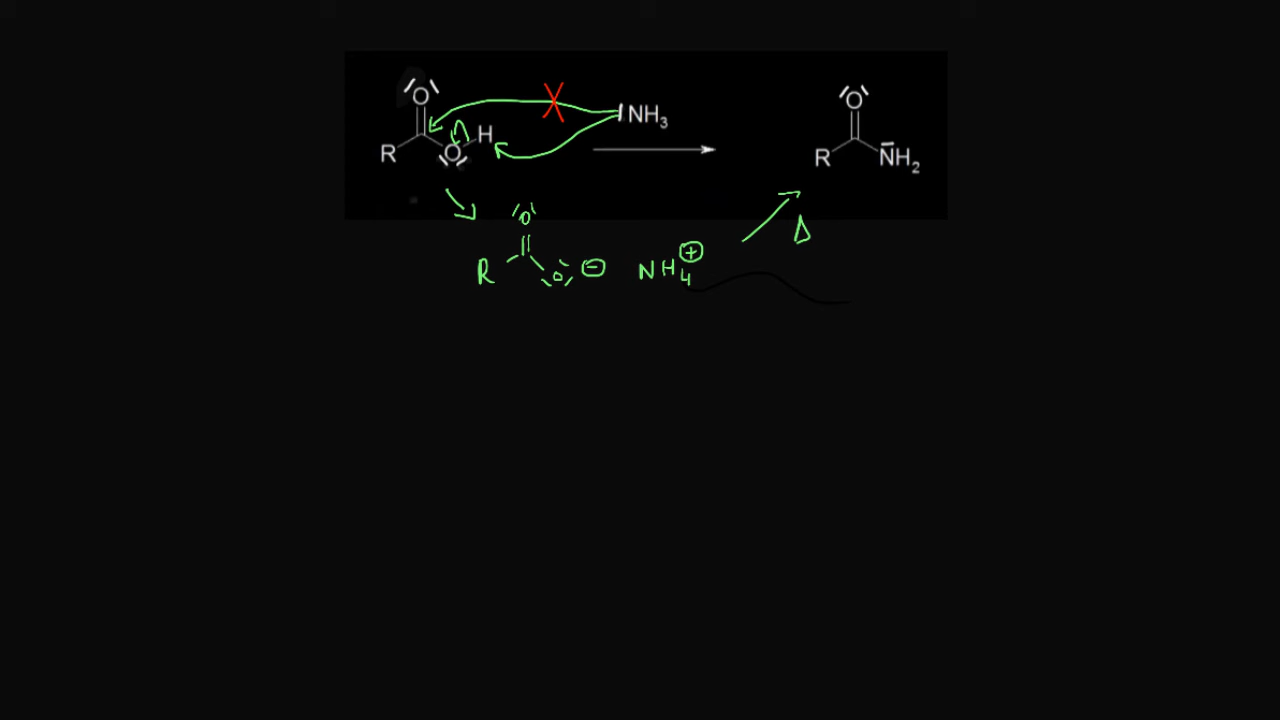 O H NH₃ O
R O R NH₂
O
R O ⊖ NH₄⊕ Δ